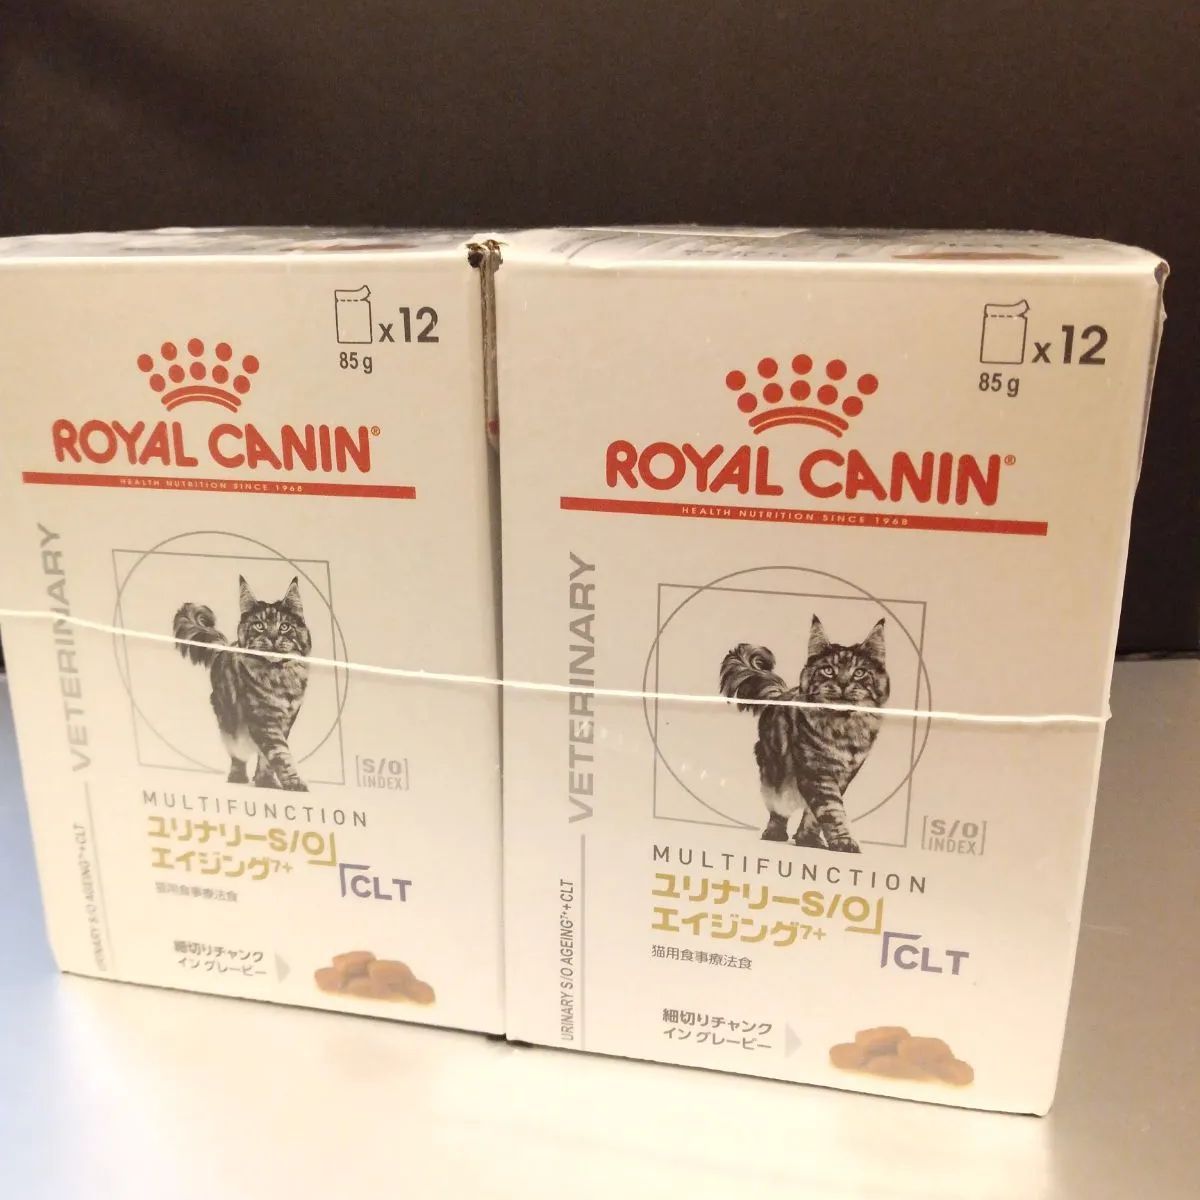 x12
85g
ROYAL CANIN®
HEALTH NUTRITION SINCE 1968
VETERINARY
[S/O]
[INDEX]
MULTIFUNCTION
ユリナリーS/O
エイジング7+
CLT
猫用食事療法食
URINARY S/O AGEING7+ +CLT
細切りチャンク
イン グレービー
x12
85g
ROYAL CANIN®
HEALTH NUTRITION SINCE 1968
VETERINARY
[S/O]
[INDEX]
MULTIFUNCTION
ユリナリーS/O
エイジング7+
CLT
猫用食事療法食
URINARY S/O AGEING7+ +CLT
細切りチャンク
イン グレービー